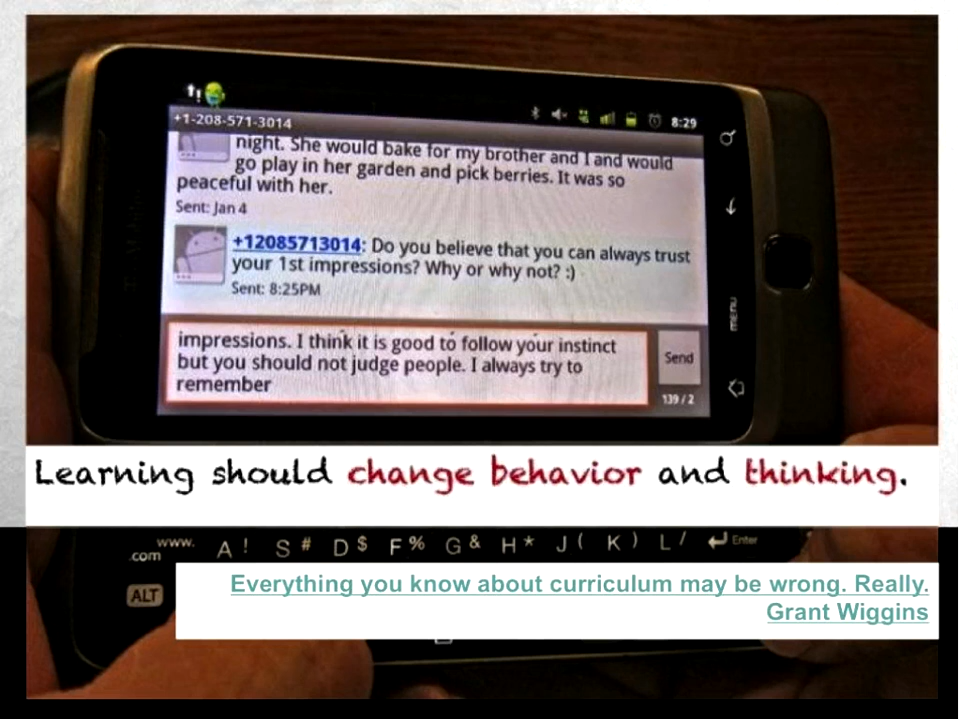 +1-208-571-3014
8:29
night. She would bake for my brother and I and would
go play in her garden and pick berries. It was so
peaceful with her.
Sent: Jan 4
+12085713014: Do you believe that you can always trust
your 1st impressions? Why or why not? :)
Sent: 8:25PM
impressions. I think it is good to follow your instinct
but you should not judge people. I always try to
remember
Send
139 / 2
menu
Learning should change behavior and thinking.
www.
.com
A ! S # D $ F % G & H * J ( K ) L / Enter
ALT
Everything you know about curriculum may be wrong. Really.
Grant Wiggins